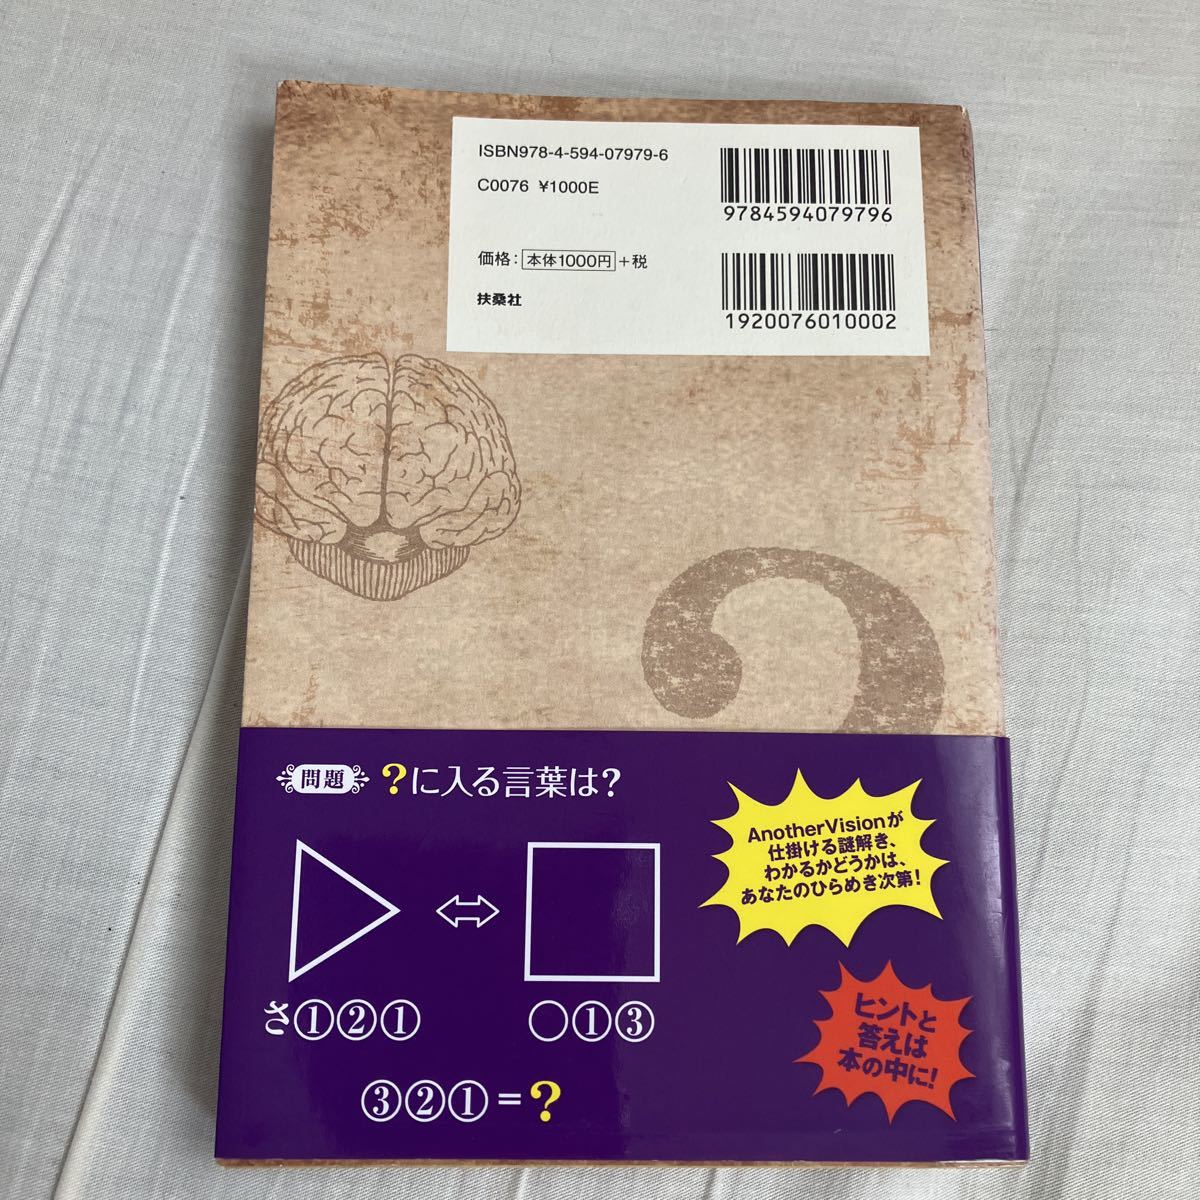 ISBN978-4-594-07979-6
C0076 ¥1000E
9784594079796
価格：本体1000円＋税
扶桑社
1920076010002
問題 ?に入る言葉は?
AnotherVisionが
仕掛ける謎解き、
わかるかどうかは、
あなたのひらめき次第!
⇔
さ①②①
○①③
ヒントと
答えは
本の中に!
③②①=?